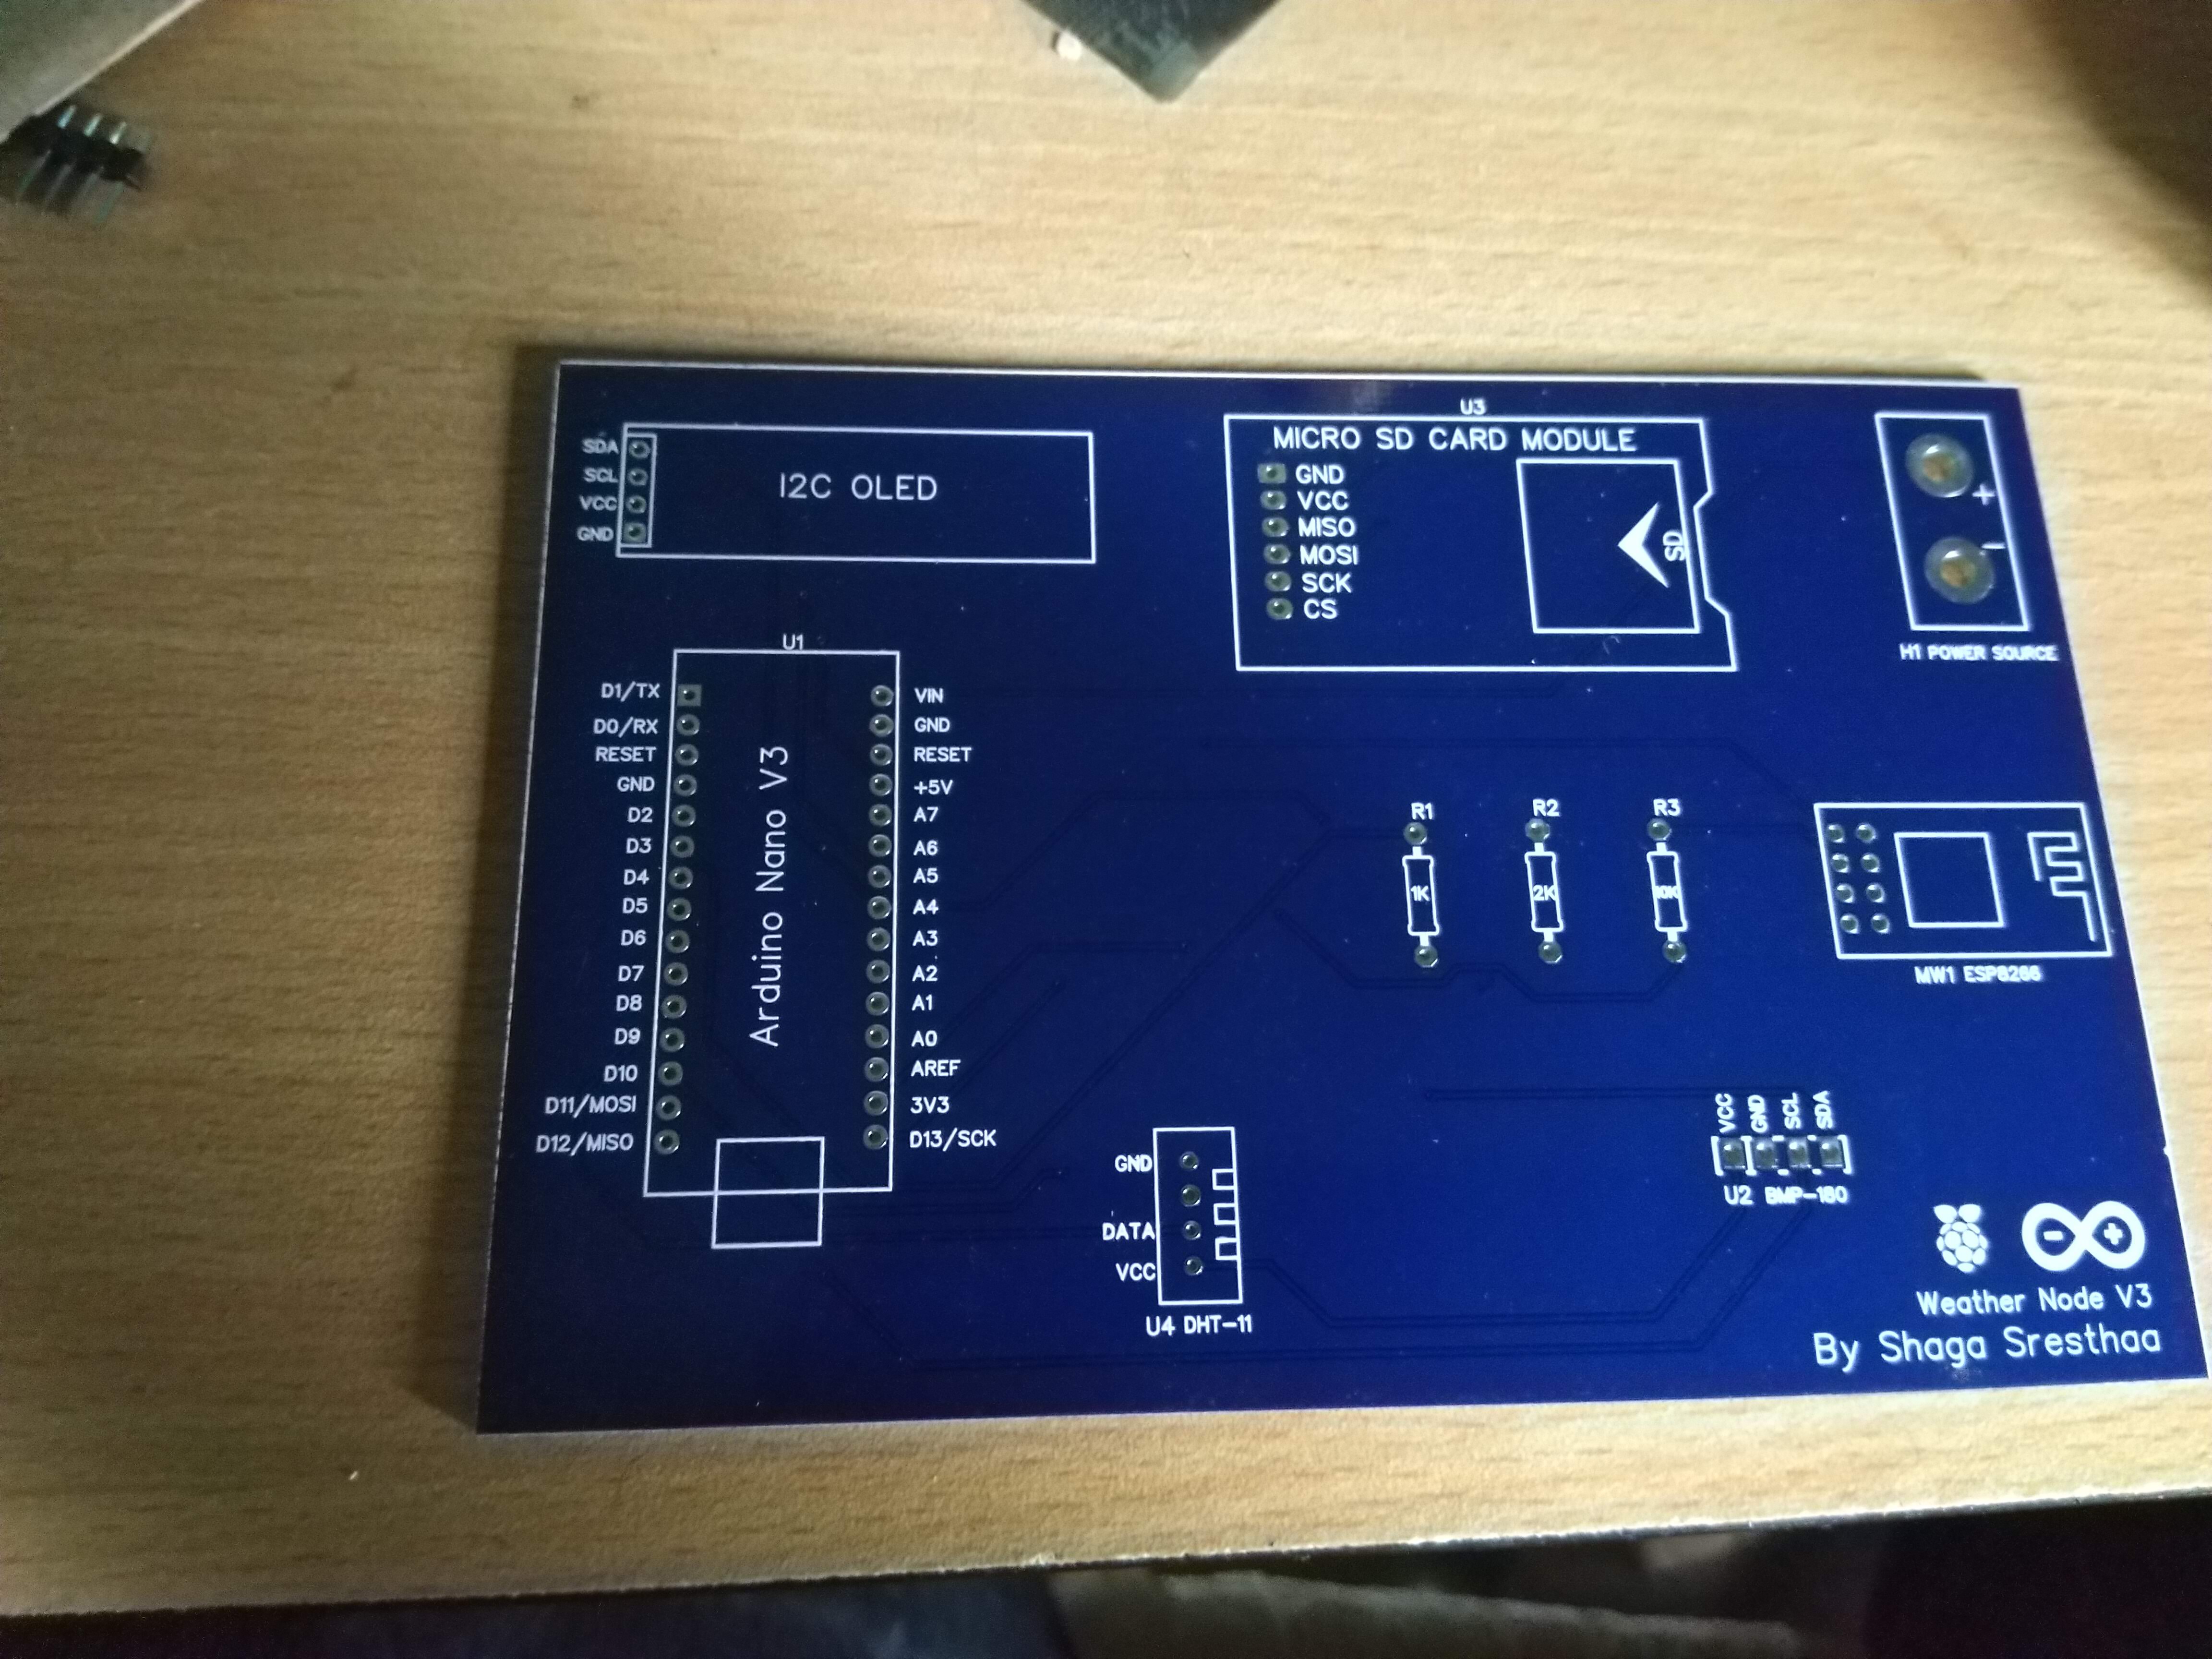 SDA
SCL
VCC
GND
I2C OLED
U3
MICRO SD CARD MODULE
GND
VCC
MISO
MOSI
SCK
CS
SD
+
-
H1 POWER SOURCE
U1
D1/TX
D0/RX
RESET
GND
D2
D3
D4
D5
D6
D7
D8
D9
D10
D11/MOSI
D12/MISO
Arduino Nano V3
VIN
GND
RESET
+5V
A7
A6
A5
A4
A3
A2
A1
A0
AREF
3V3
D13/SCK
R1
1K
R2
2K
R3
10K
MW1 ESP8266
GND
DATA
VCC
U4 DHT-11
VCC
GND
SCL
SDA
U2 BMP-180
- +
Weather Node V3
By Shaga Sresthaa